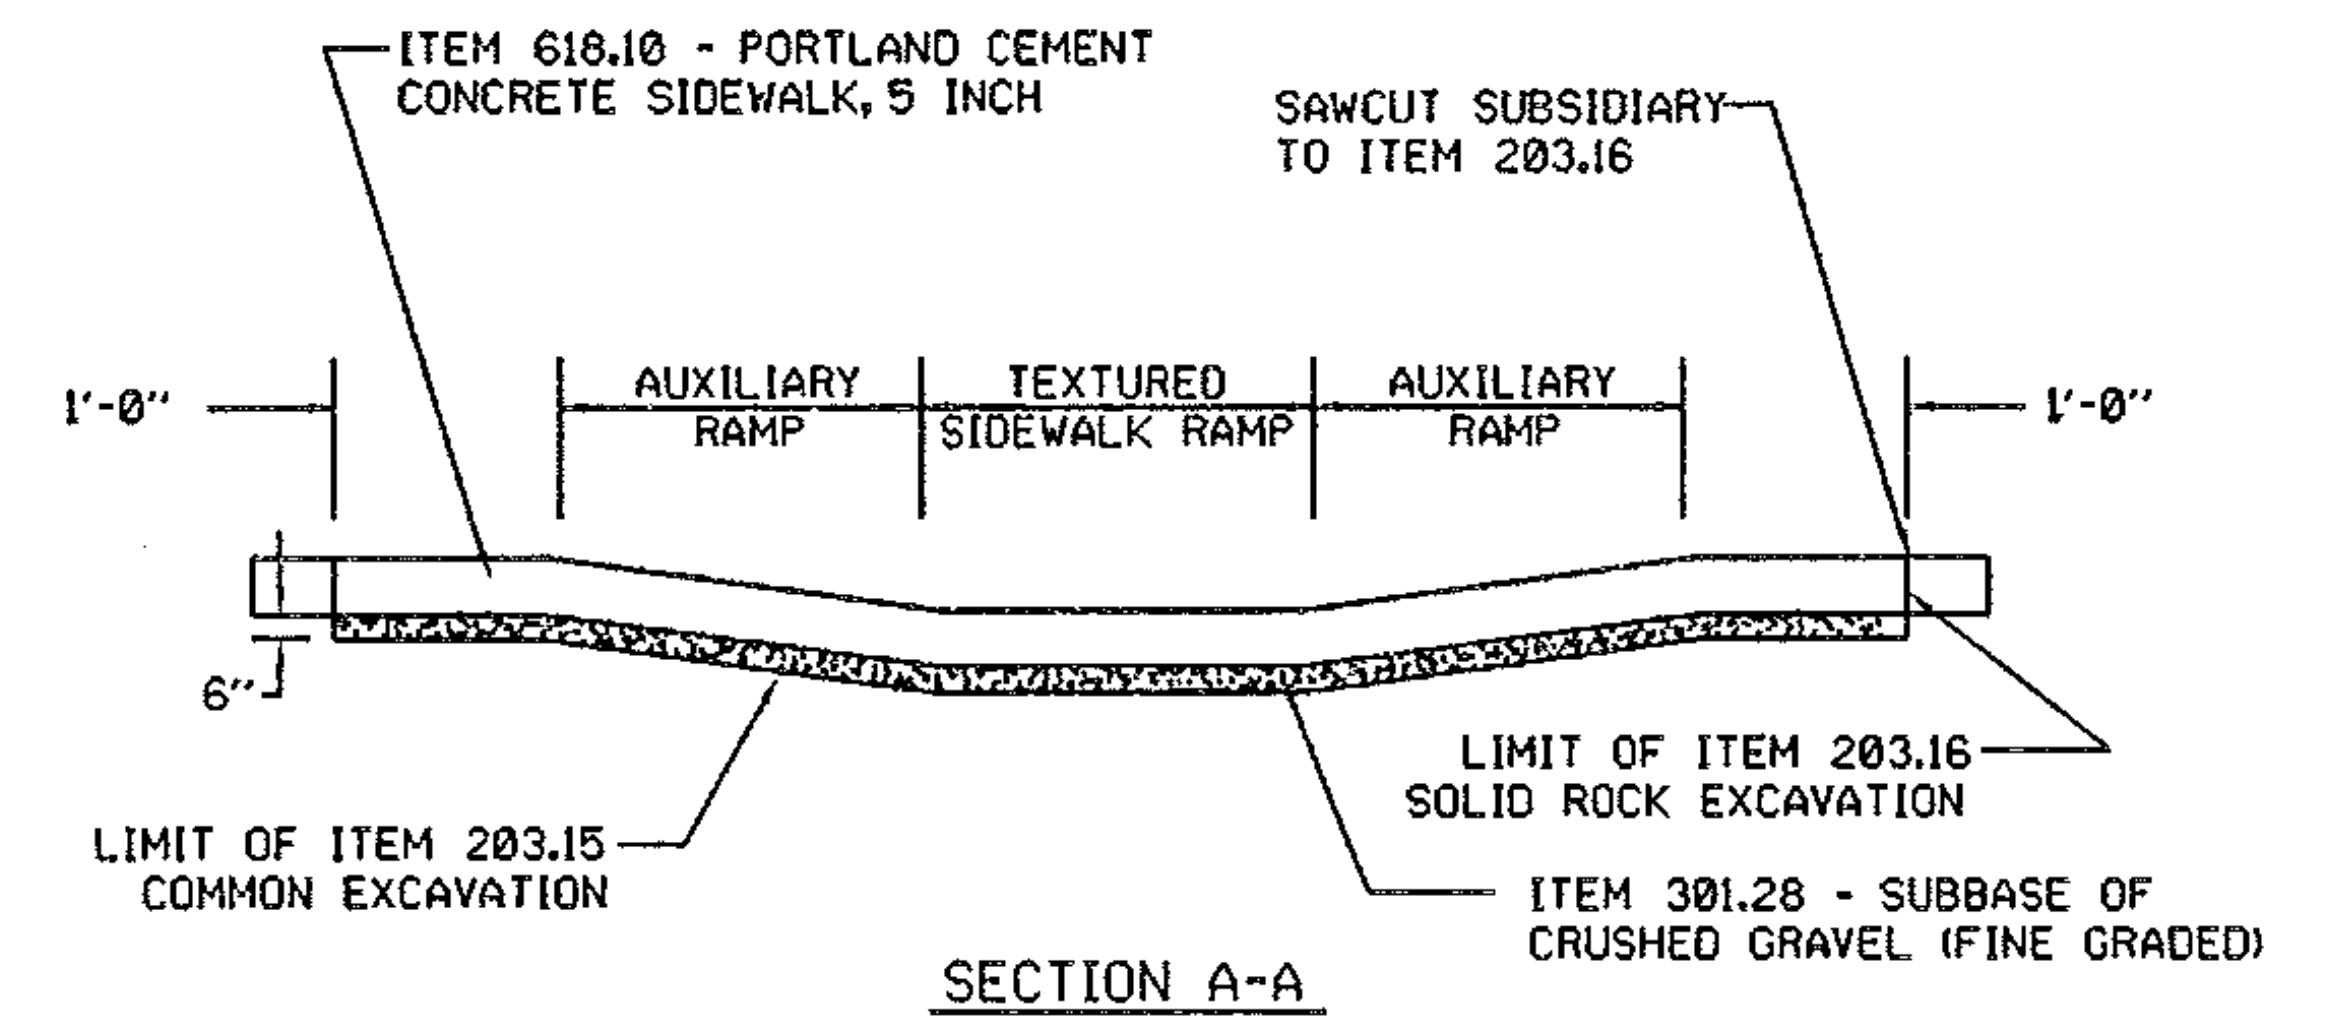 ITEM 618.10 - PORTLAND CEMENT
CONCRETE SIDEWALK, 5 INCH
SAWCUT SUBSIDIARY
TO ITEM 203.16
1'-0"
AUXILIARY
RAMP
TEXTURED
SIDEWALK RAMP
AUXILIARY
RAMP
1'-0"
6"
LIMIT OF ITEM 203.16
SOLID ROCK EXCAVATION
LIMIT OF ITEM 203.15
COMMON EXCAVATION
ITEM 301.28 - SUBBASE OF
CRUSHED GRAVEL (FINE GRADED)
SECTION A-A